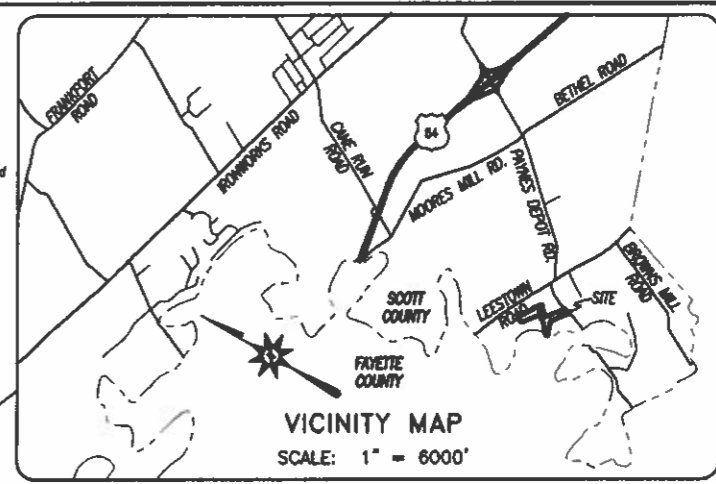 FRANKFORT
ROAD
IRONWORKS ROAD
CANE RUN
ROAD
64
BETHEL ROAD
MOORES MILL RD.
PAYNES DEPOT RD.
SCOTT
COUNTY
LEESTOWN
ROAD
SITE
BROWNS MILL
ROAD
FAYETTE
COUNTY
VICINITY MAP
SCALE: 1" = 6000'